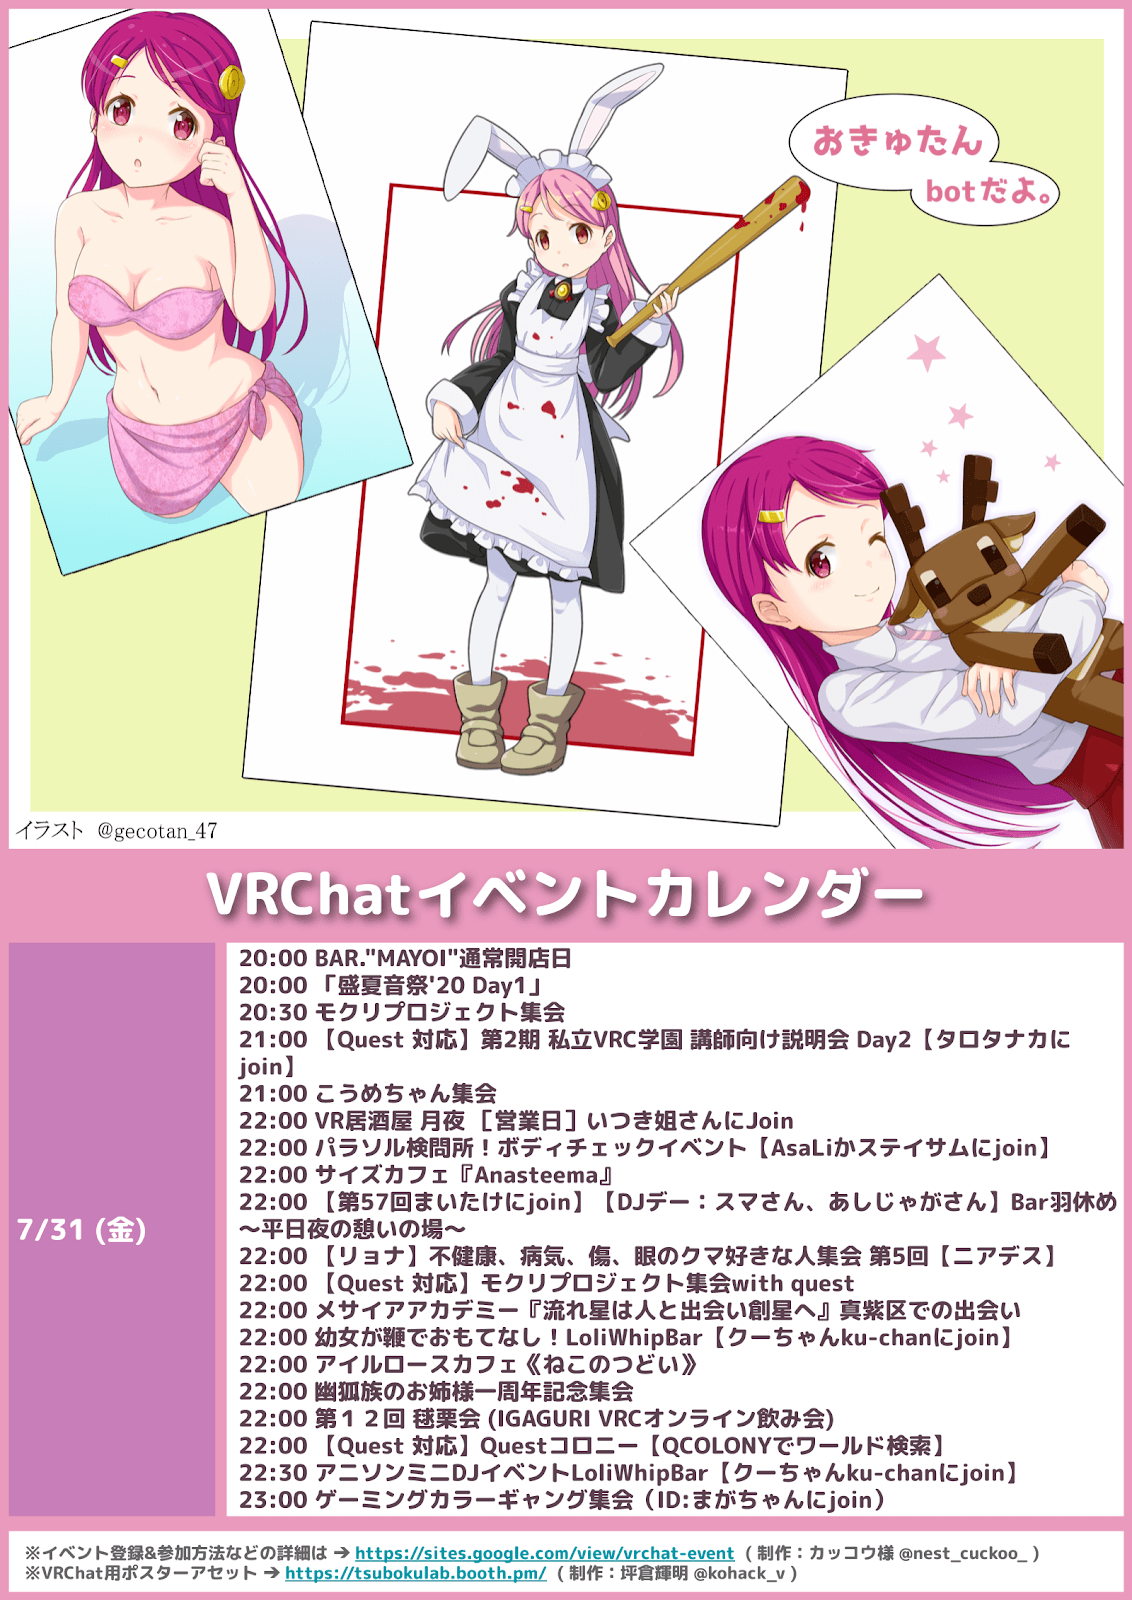 おきゅたん
botだよ。
イラスト @gecotan_47
VRChatイベントカレンダー
7/31 (金)
20:00 BAR."MAYOI"通常開店日
20:00 「盛夏音祭'20 Day1」
20:30 モクリプロジェクト集会
21:00 【Quest 対応】第2期 私立VRC学園 講師向け説明会 Day2【タロタナカに
join】
21:00 こうめちゃん集会
22:00 VR居酒屋 月夜 ［営業日］いつき姐さんにJoin
22:00 パラソル検問所！ボディチェックイベント【AsaLiかステイサムにjoin】
22:00 サイズカフェ『Anasteema』
22:00 【第57回まいたけにjoin】【DJデー：スマさん、あしじゃがさん】Bar羽休め
～平日夜の憩いの場～
22:00 【リョナ】不健康、病気、傷、眼のクマ好きな人集会 第5回【ニアデス】
22:00 【Quest 対応】モクリプロジェクト集会with quest
22:00 メサイアアカデミー『流れ星は人と出会い創星へ』真紫区での出会い
22:00 幼女が鞭でおもてなし！LoliWhipBar【クーちゃんku-chanにjoin】
22:00 アイルロースカフェ《ねこのつどい》
22:00 幽狐族のお姉様一周年記念集会
22:00 第１２回 毬栗会 (IGAGURI VRCオンライン飲み会)
22:00 【Quest 対応】Questコロニー【QCOLONYでワールド検索】
22:30 アニソンミニDJイベントLoliWhipBar【クーちゃんku-chanにjoin】
23:00 ゲーミングカラーギャング集会（ID:まがちゃんにjoin）
※イベント登録&参加方法などの詳細は → https://sites.google.com/view/vrchat-event （ 制作：カッコウ様 @nest_cuckoo_ ）
※VRChat用ポスターアセット → https://tsubokulab.booth.pm/ （ 制作：坪倉輝明 @kohack_v ）